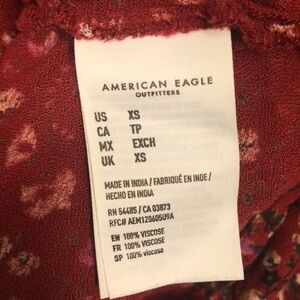 AMERICAN EAGLE
OUTFITTERS
US XS
CA TP
MX EXCH
UK XS
MADE IN INDIA / FABRIQUÉ EN INDE /
HECHO EN INDIA
RN 54485 / CA 03873
RFC# AEM120605U9A
EN 100% VISCOSE
FR 100% VISCOSE
SP 100% VISCOSA